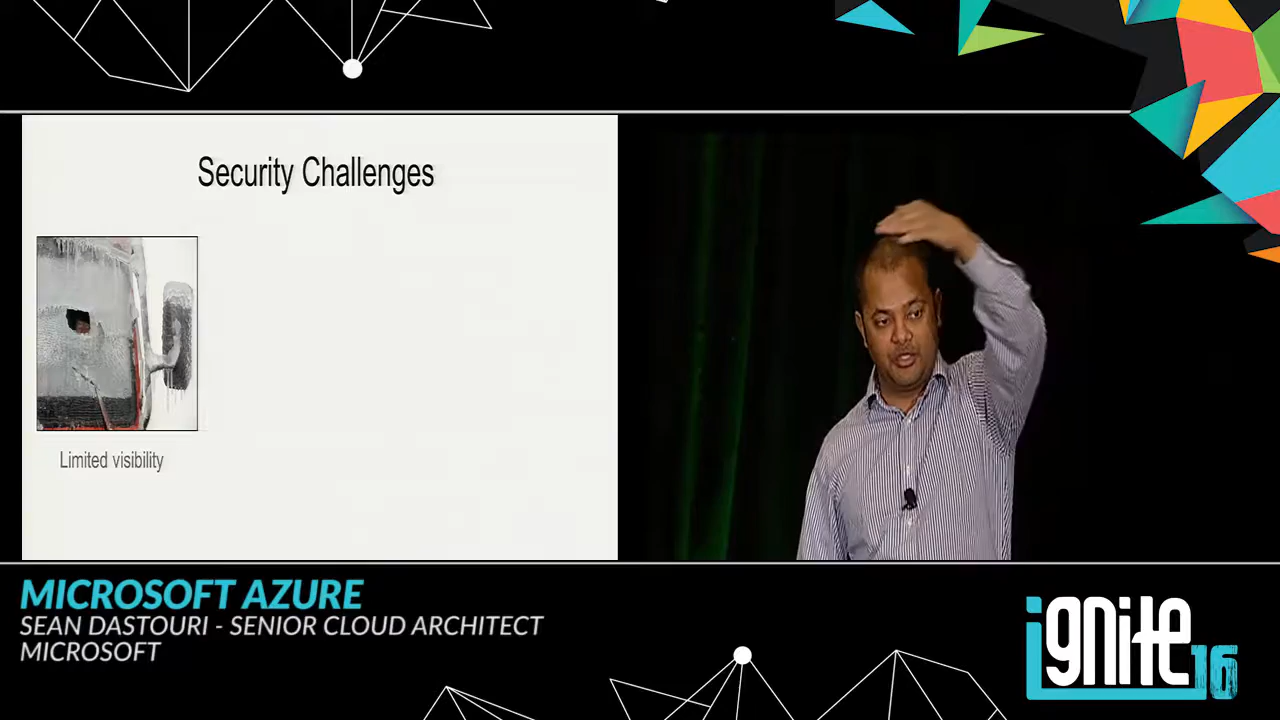 Security Challenges
Limited visibility
MICROSOFT AZURE
SEAN DASTOURI - SENIOR CLOUD ARCHITECT
MICROSOFT
ignite16